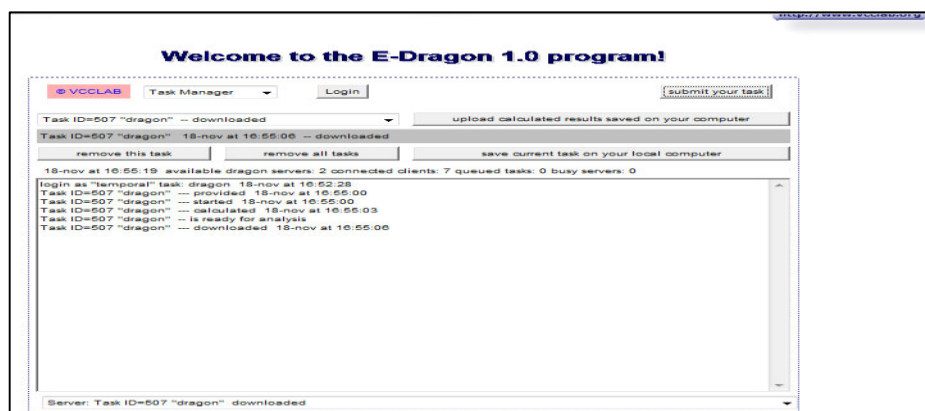 http://www.vcclab.org
Welcome to the E-Dragon 1.0 program!
© VCCLAB Task Manager Login submit your task
Task ID=507 "dragon" -- downloaded upload calculated results saved on your computer
Task ID=507 "dragon" 18-nov at 16:55:06 -- downloaded
remove this task remove all tasks save current task on your local computer
18-nov at 16:55:19 available dragon servers: 2 connected clients: 7 queued tasks: 0 busy servers: 0
login as "temporal" task: dragon 18-nov at 16:52:28
Task ID=507 "dragon" --- provided 18-nov at 16:55:00
Task ID=507 "dragon" --- started 18-nov at 16:55:00
Task ID=507 "dragon" --- calculated 18-nov at 16:55:03
Task ID=507 "dragon" -- is ready for analysis
Task ID=507 "dragon" --- downloaded 18-nov at 16:55:06
Server: Task ID=507 "dragon" downloaded